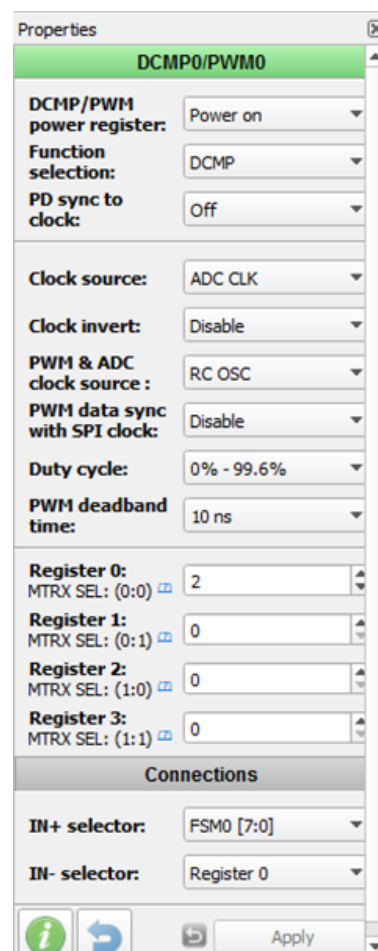 Properties
DCMP0/PWM0
DCMP/PWM
power register:
Power on
Function
selection:
DCMP
PD sync to
clock:
Off
Clock source:
ADC CLK
Clock invert:
Disable
PWM & ADC
clock source :
RC OSC
PWM data sync
with SPI clock:
Disable
Duty cycle:
0% - 99.6%
PWM deadband
time:
10 ns
Register 0:
MTRX SEL: (0:0)
2
Register 1:
MTRX SEL: (0:1)
0
Register 2:
MTRX SEL: (1:0)
0
Register 3:
MTRX SEL: (1:1)
0
Connections
IN+ selector:
FSM0 [7:0]
IN- selector:
Register 0
Apply